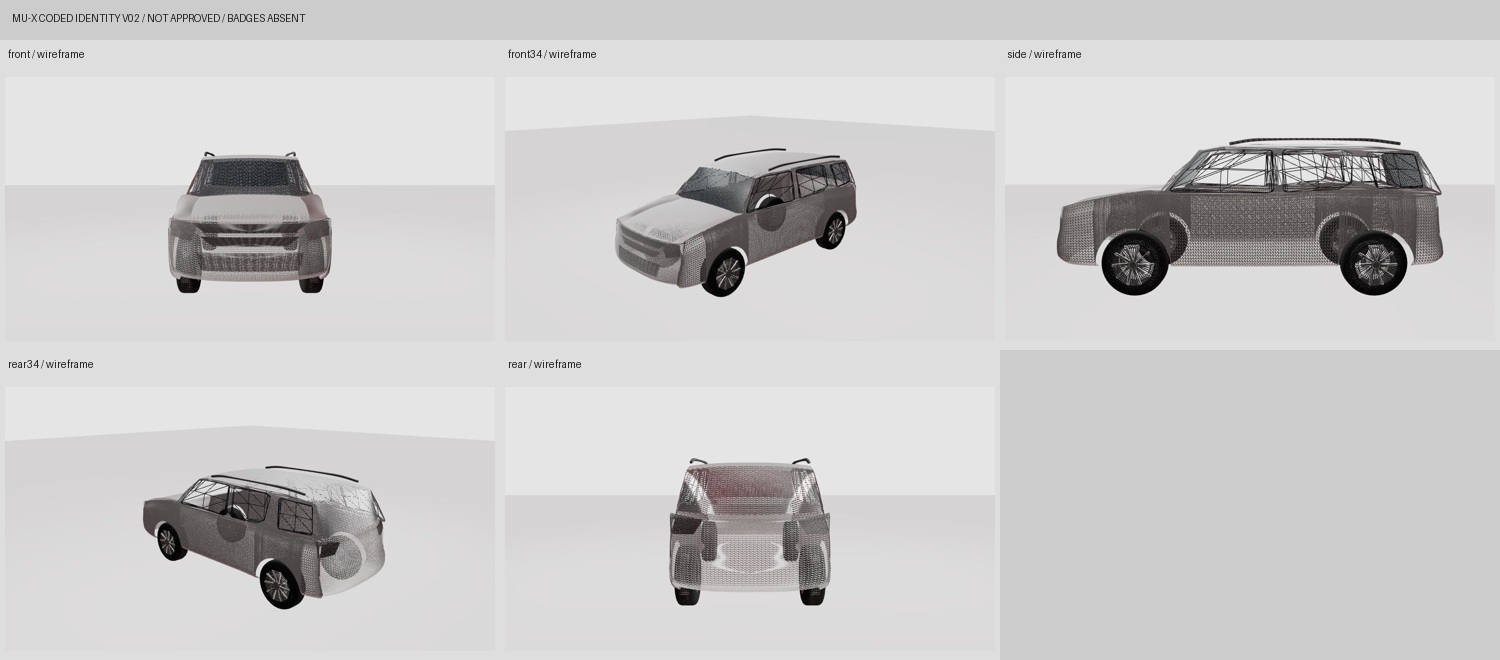 MU-X CODED IDENTITY V02 / NOT APPROVED / BADGES ABSENT
front / wireframe
front34 / wireframe
side / wireframe
rear34 / wireframe
rear / wireframe